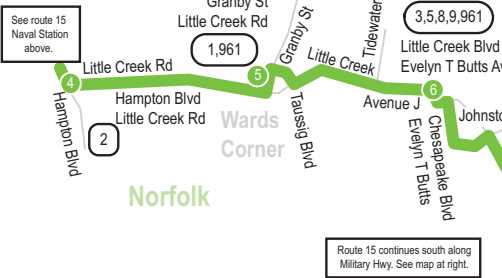 Granby St
Little Creek Rd
1,961
See route 15
Naval Station
above.
Granby St
Tidewater
3,5,8,9,961
Little Creek Blvd
Evelyn T Butts Av
4
Little Creek Rd
5
Little Creek
6
Hampton Blvd
Hampton Blvd
Little Creek Rd
2
Wards
Corner
Taussig Blvd
Avenue J
Johnsto
Chesapeake Blvd
Evelyn T Butts
Norfolk
Route 15 continues south along
Military Hwy. See map at right.